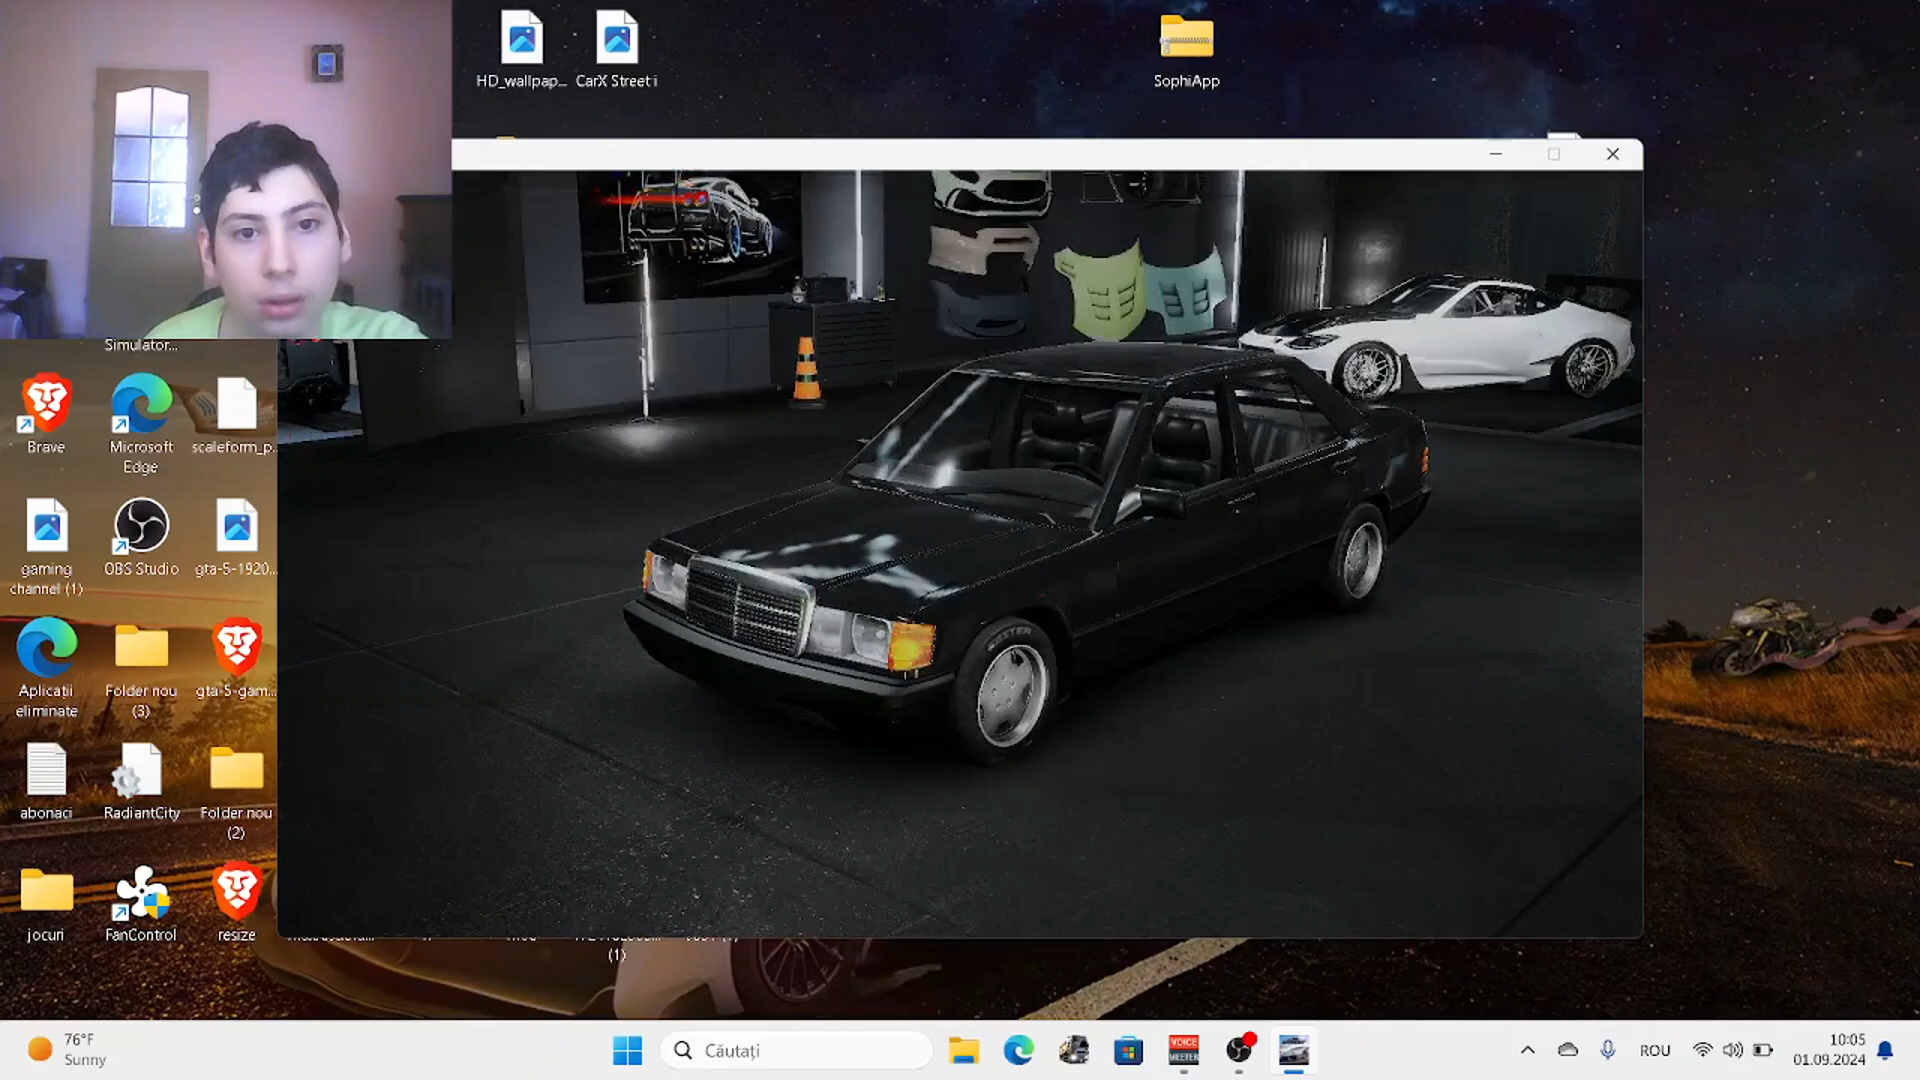 HD_wallpap...
CarX Street i
SophiApp
Simulator...
Brave
Microsoft
Edge
scaleform_p...
gaming
channel (1)
OBS Studio
gta-5-1920...
Aplicații
eliminate
Folder nou
(3)
gta-5-gam...
abonaci
RadiantCity
Folder nou
(2)
jocuri
FanControl
resize
(1)
76°F
Sunny
Căutați
VOICE
MEETER
ROU
10:05
01.09.2024